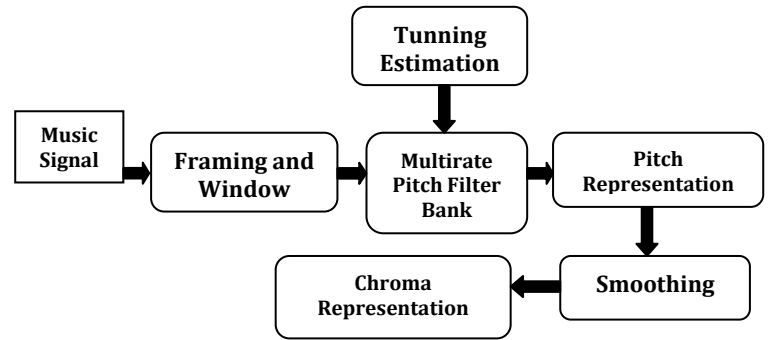 Tunning
Estimation
Music
Signal
Framing and
Window
Multirate
Pitch Filter
Bank
Pitch
Representation
Smoothing
Chroma
Representation